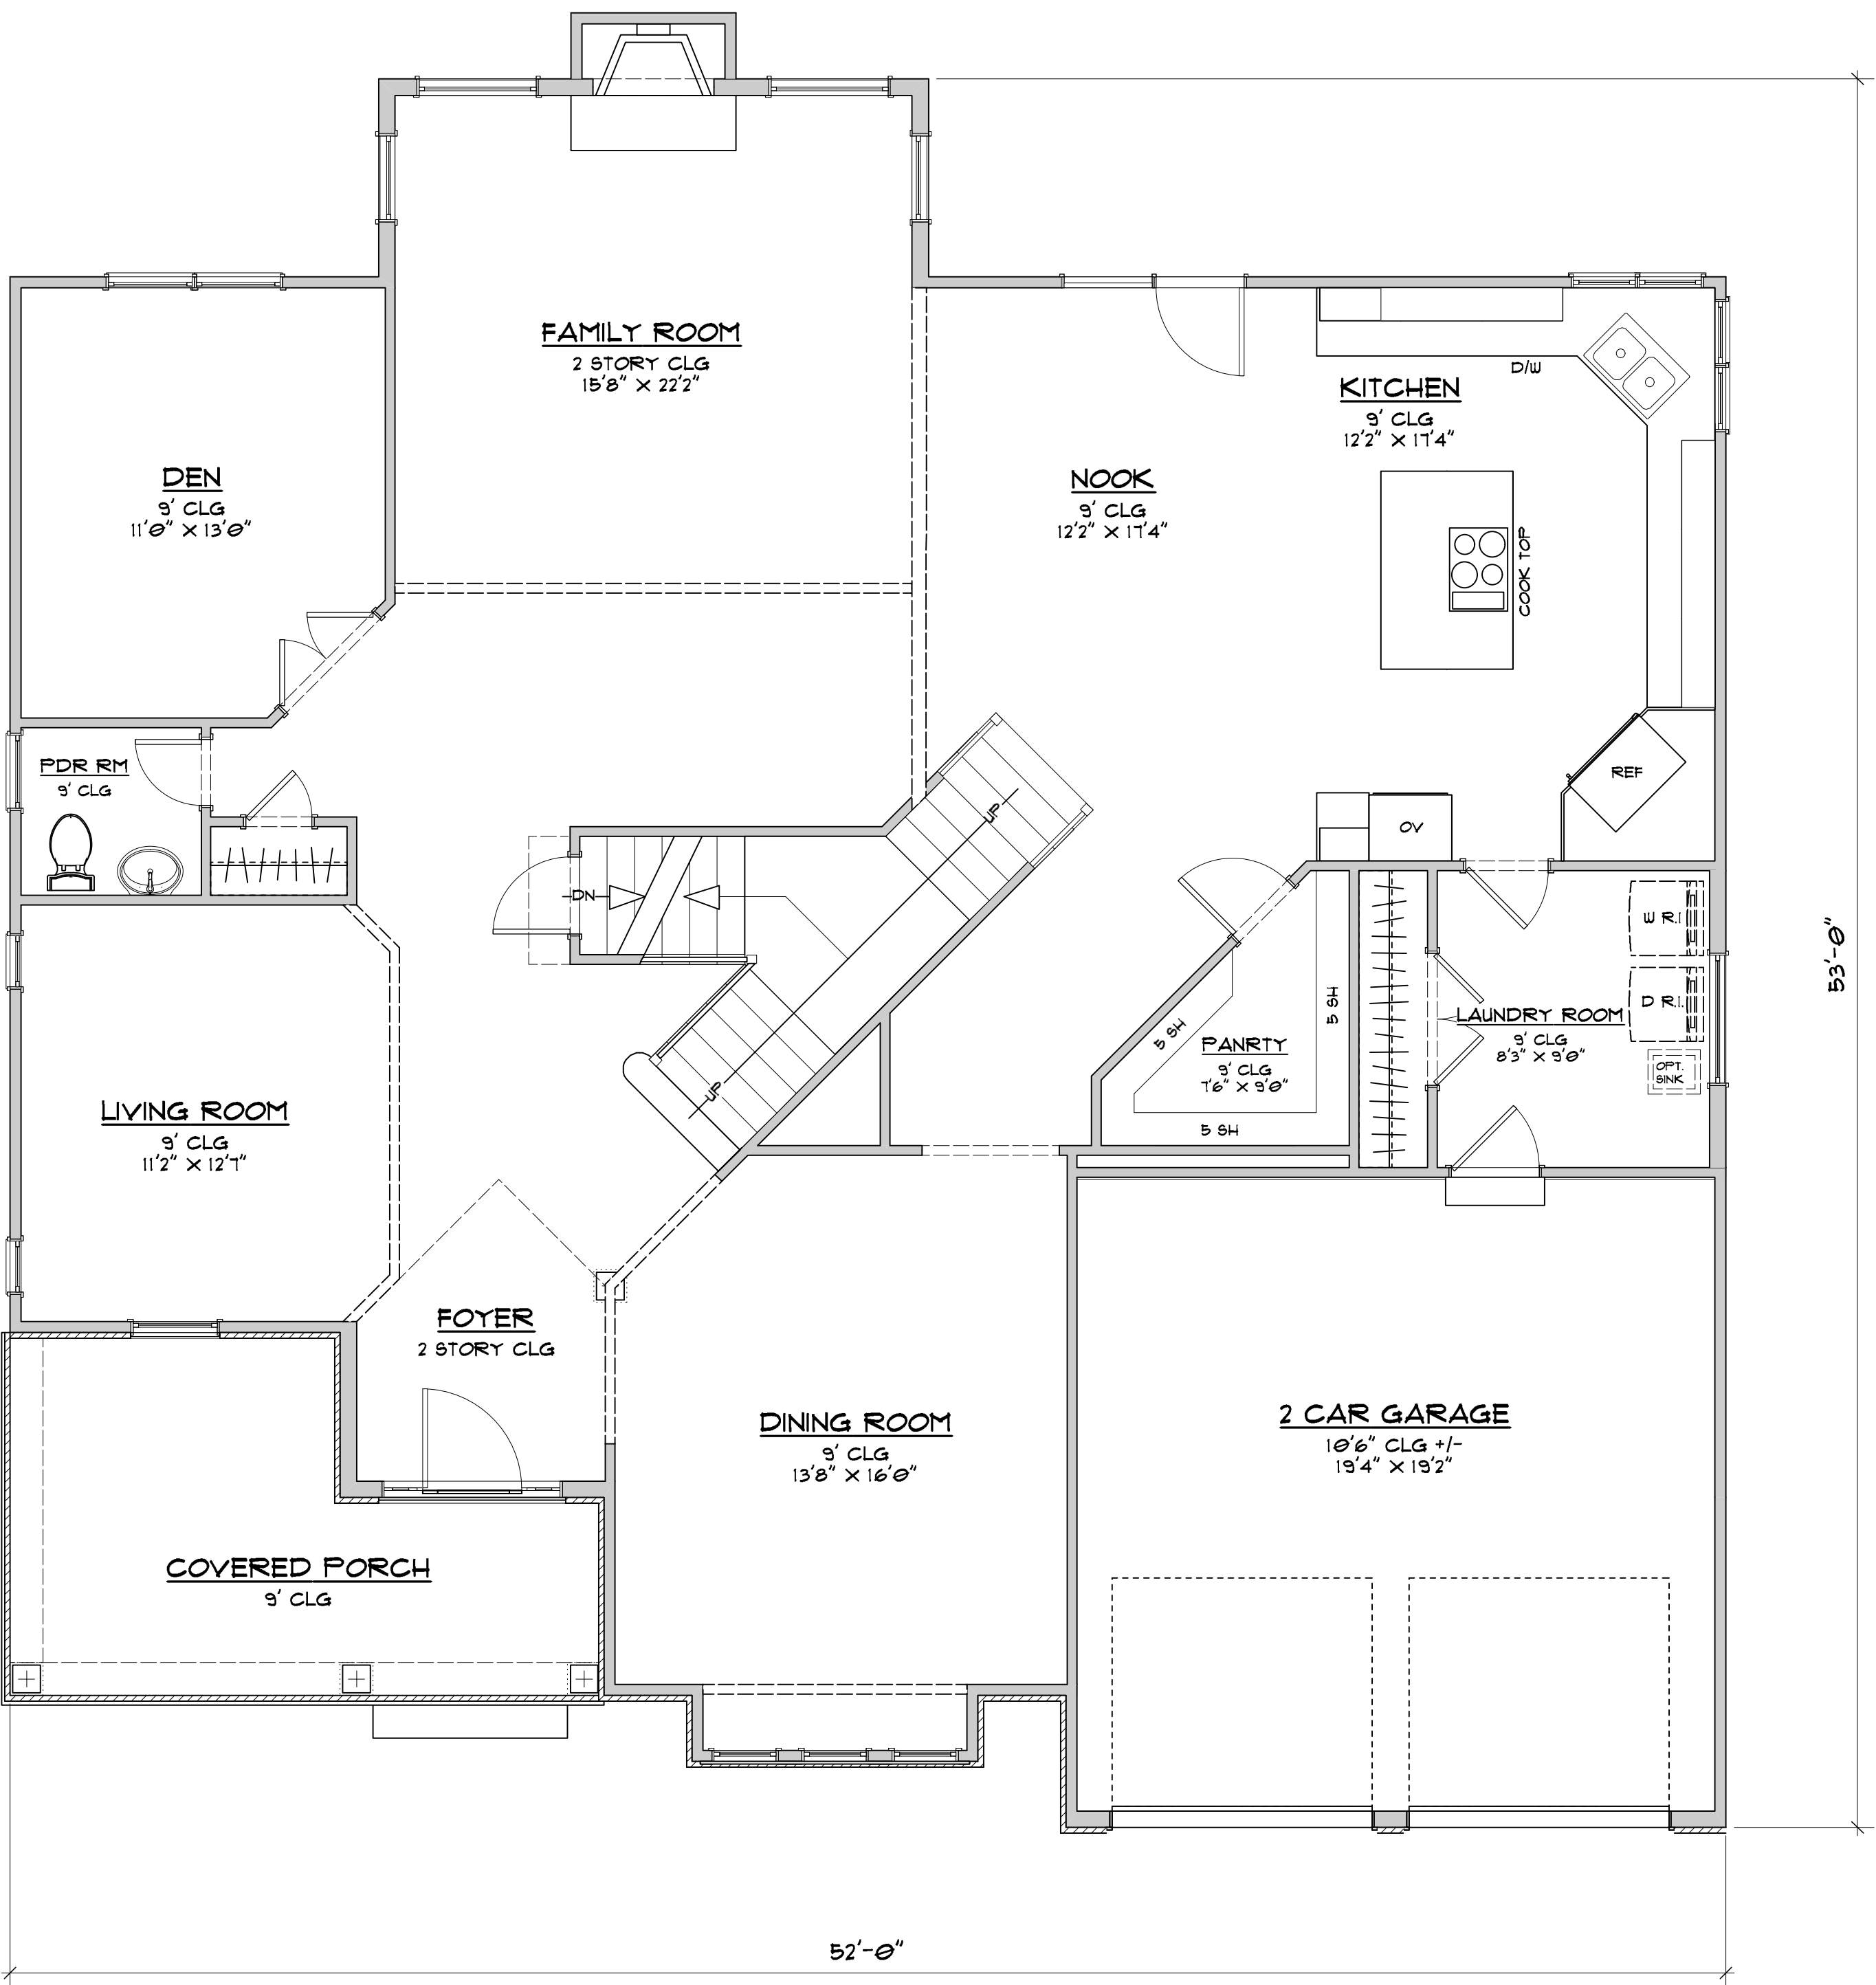 FAMILY ROOM
2 STORY CLG
15'8" X 22'2"
KITCHEN
9' CLG
12'2" X 17'4"
D/W
COOK TOP
NOOK
9' CLG
12'2" X 17'4"
DEN
9' CLG
11'0" X 13'0"
PDR RM
9' CLG
REF
OV
UP
DN
UP
W R.I
D R.I.
OPT.
SINK
LAUNDRY ROOM
9' CLG
8'3" X 9'0"
5 SH
5 SH
PANRTY
9' CLG
7'6" X 9'0"
5 SH
LIVING ROOM
9' CLG
11'2" X 12'7"
FOYER
2 STORY CLG
DINING ROOM
9' CLG
13'8" X 16'0"
2 CAR GARAGE
10'6" CLG +/-
19'4" X 19'2"
COVERED PORCH
9' CLG
53'-0"
52'-0"